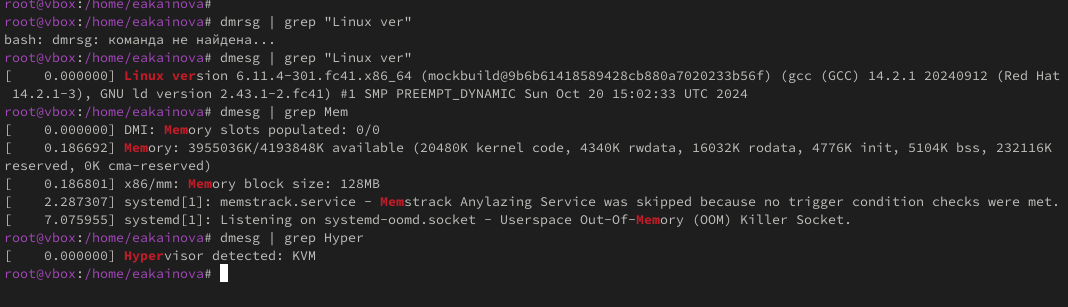 root@vbox:/home/eakainova#
root@vbox:/home/eakainova# dmrsg | grep "Linux ver"
bash: dmrsg: команда не найдена...
root@vbox:/home/eakainova# dmesg | grep "Linux ver"
[    0.000000] Linux version 6.11.4-301.fc41.x86_64 (mockbuild@9b6b61418589428cb880a7020233b56f) (gcc (GCC) 14.2.1 20240912 (Red Hat
 14.2.1-3), GNU ld version 2.43.1-2.fc41) #1 SMP PREEMPT_DYNAMIC Sun Oct 20 15:02:33 UTC 2024
root@vbox:/home/eakainova# dmesg | grep Mem
[    0.000000] DMI: Memory slots populated: 0/0
[    0.186692] Memory: 3955036K/4193848K available (20480K kernel code, 4340K rwdata, 16032K rodata, 4776K init, 5104K bss, 232116K
reserved, 0K cma-reserved)
[    0.186801] x86/mm: Memory block size: 128MB
[    2.287307] systemd[1]: memstrack.service - Memstrack Anylazing Service was skipped because no trigger condition checks were met.
[    7.075955] systemd[1]: Listening on systemd-oomd.socket - Userspace Out-Of-Memory (OOM) Killer Socket.
root@vbox:/home/eakainova# dmesg | grep Hyper
[    0.000000] Hypervisor detected: KVM
root@vbox:/home/eakainova#